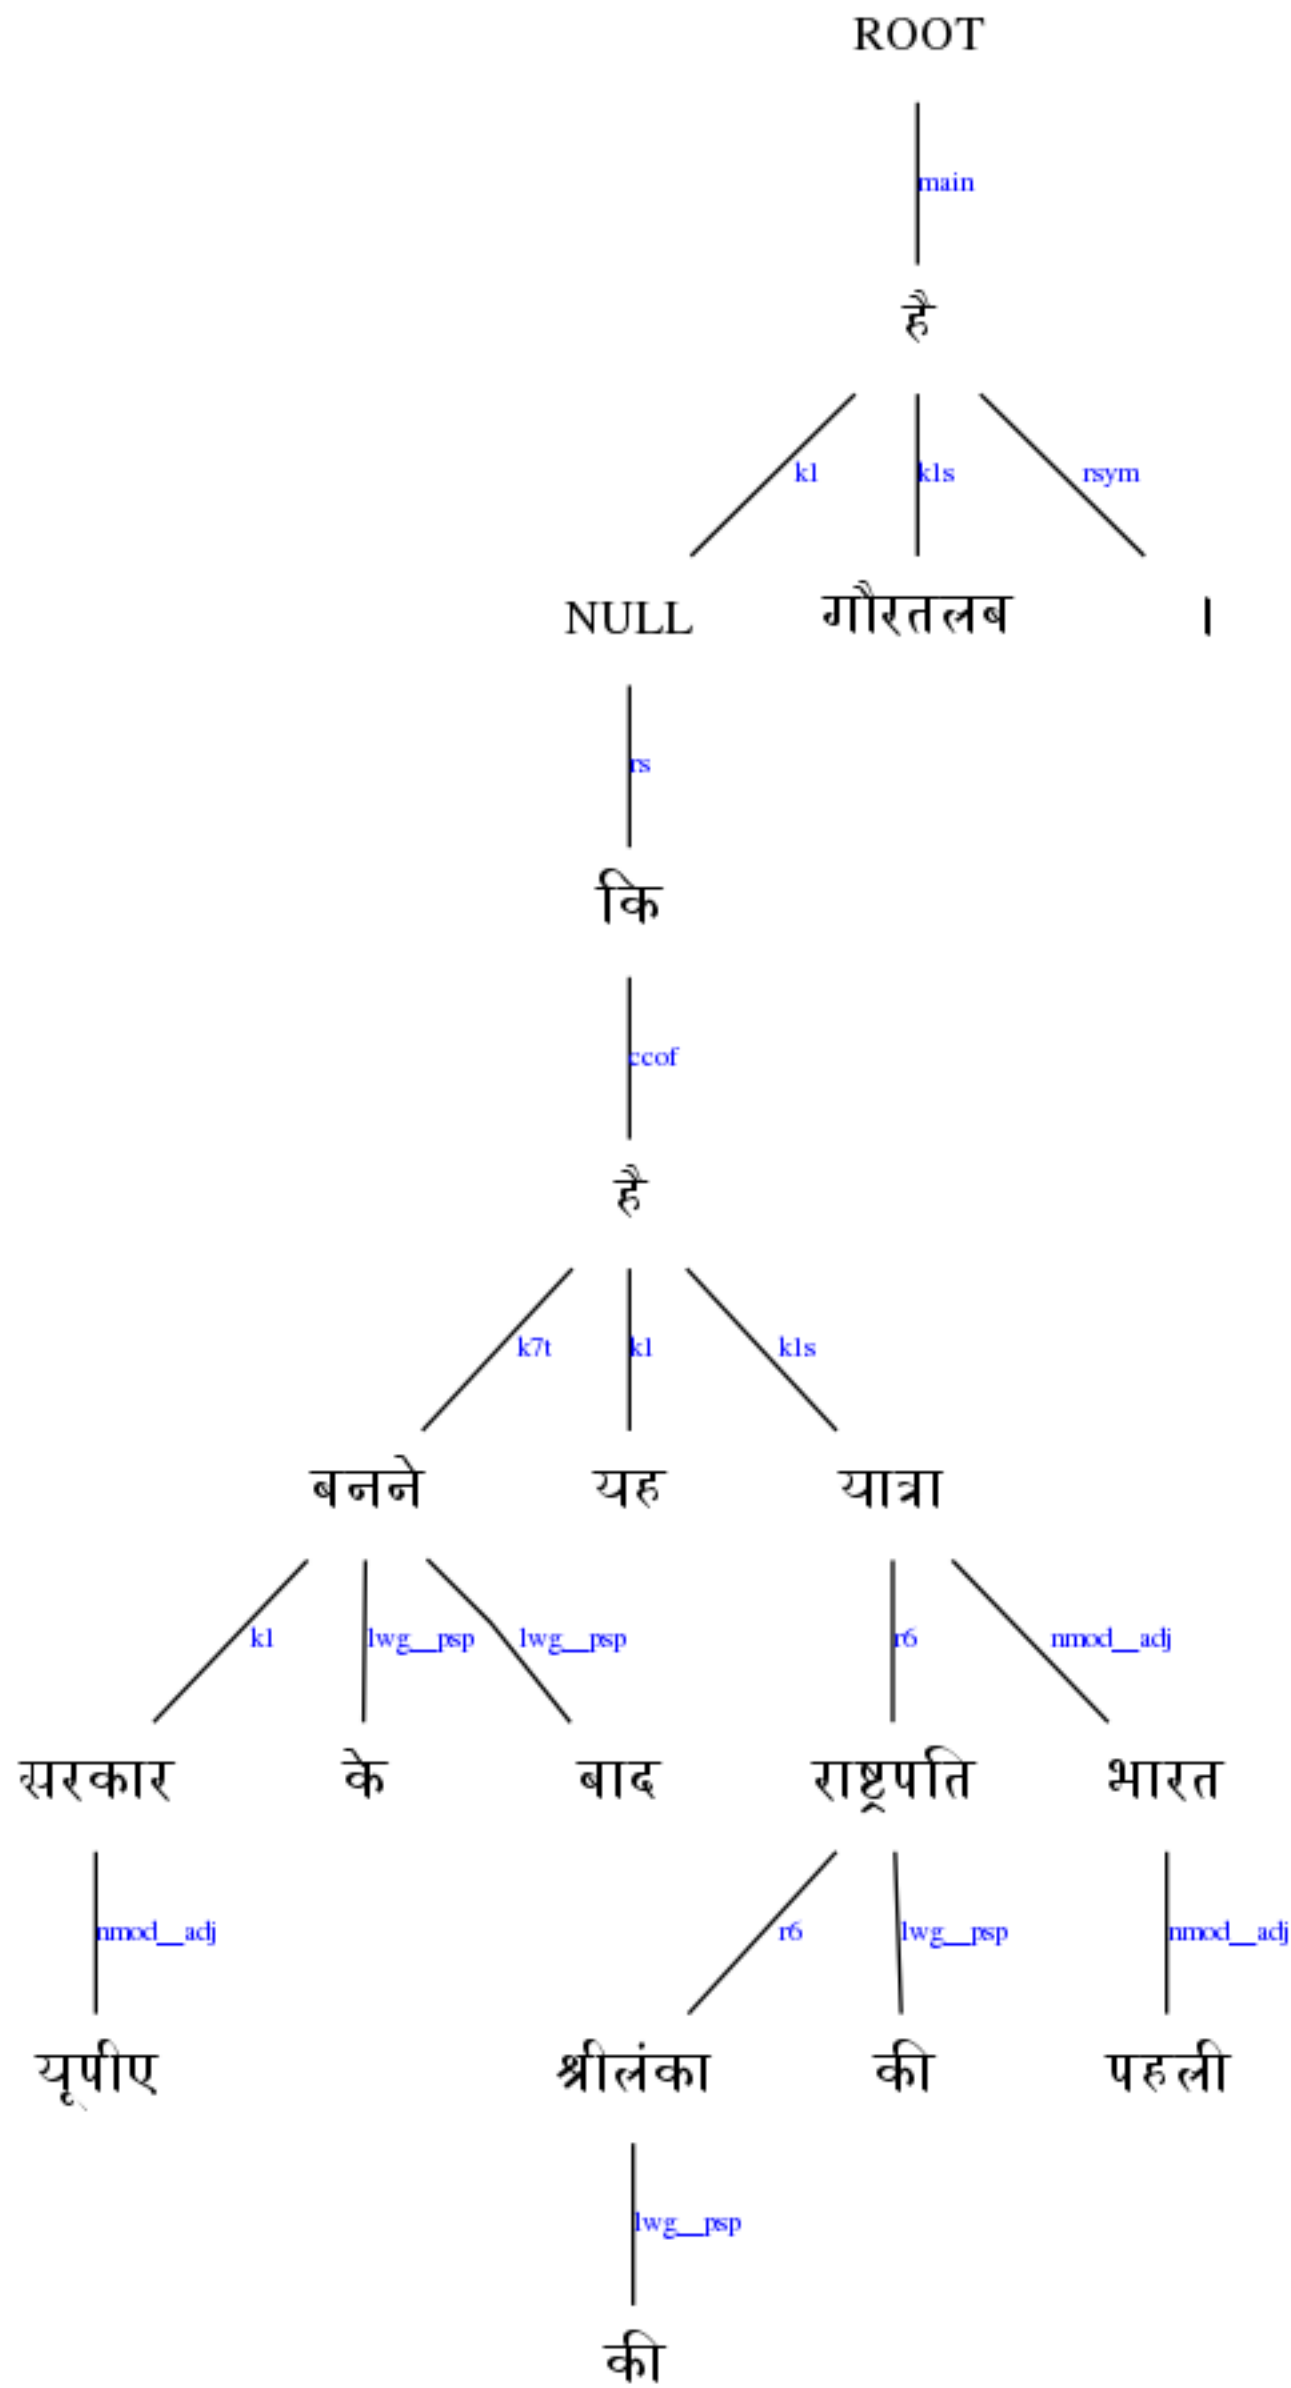 ROOT
main
है
k1 k1s rsym
NULL गौरतलब ।
rs
कि
ccof
है
k7t k1 k1s
बनने यह यात्रा
k1 lwg__psp lwg__psp r6 nmod__adj
सरकार के बाद राष्ट्रपति भारत
nmod__adj r6 lwg__psp nmod__adj
यूपीए श्रीलंका की पहली
lwg__psp
की